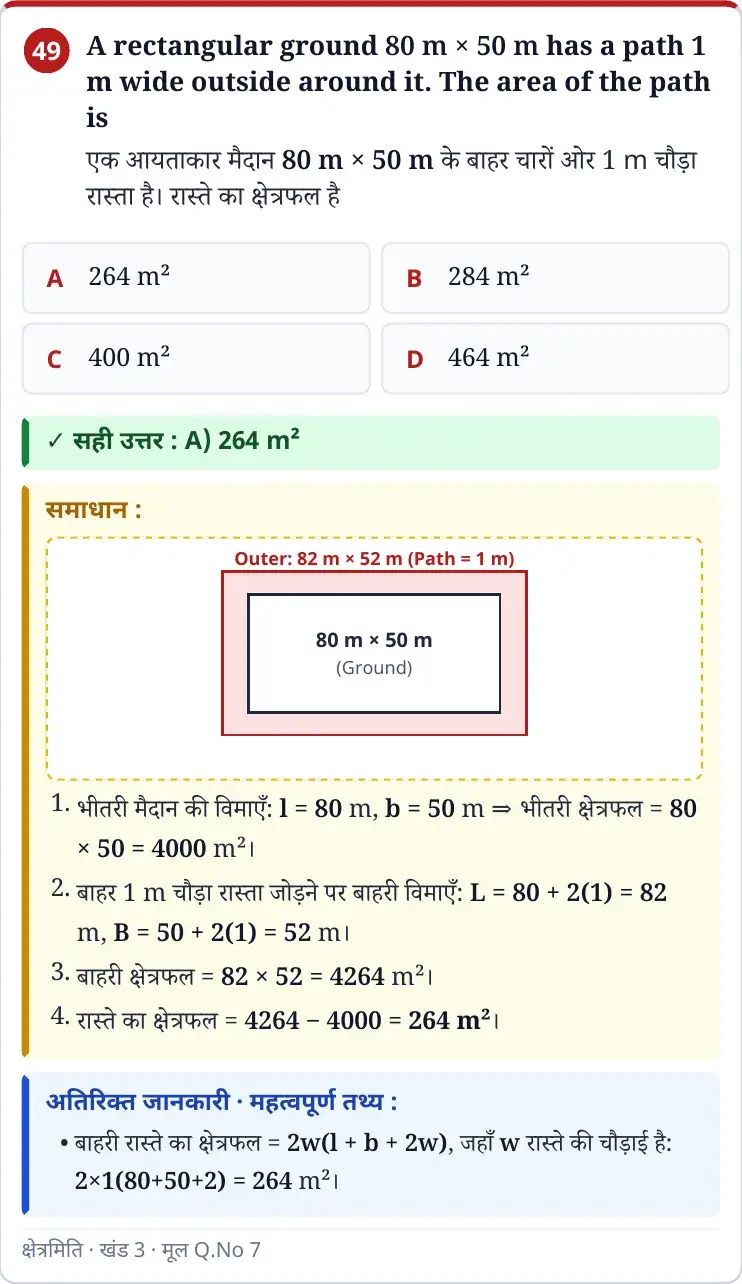 49
A rectangular ground 80 m × 50 m has a path 1
m wide outside around it. The area of the path
is
एक आयताकार मैदान 80 m × 50 m के बाहर चारों ओर 1 m चौड़ा
रास्ता है। रास्ते का क्षेत्रफल है
A 264 m²
B 284 m²
C 400 m²
D 464 m²
✓ सही उत्तर : A) 264 m²
समाधान :
Outer: 82 m × 52 m (Path = 1 m)
80 m × 50 m
(Ground)
1. भीतरी मैदान की विमाएँ: l = 80 m, b = 50 m ⇒ भीतरी क्षेत्रफल = 80
× 50 = 4000 m²।
2. बाहर 1 m चौड़ा रास्ता जोड़ने पर बाहरी विमाएँ: L = 80 + 2(1) = 82
m, B = 50 + 2(1) = 52 m।
3. बाहरी क्षेत्रफल = 82 × 52 = 4264 m²।
4. रास्ते का क्षेत्रफल = 4264 − 4000 = 264 m²।
अतिरिक्त जानकारी · महत्वपूर्ण तथ्य :
• बाहरी रास्ते का क्षेत्रफल = 2w(l + b + 2w), जहाँ w रास्ते की चौड़ाई है:
2×1(80+50+2) = 264 m²।
क्षेत्रमिति · खंड 3 · मूल Q.No 7